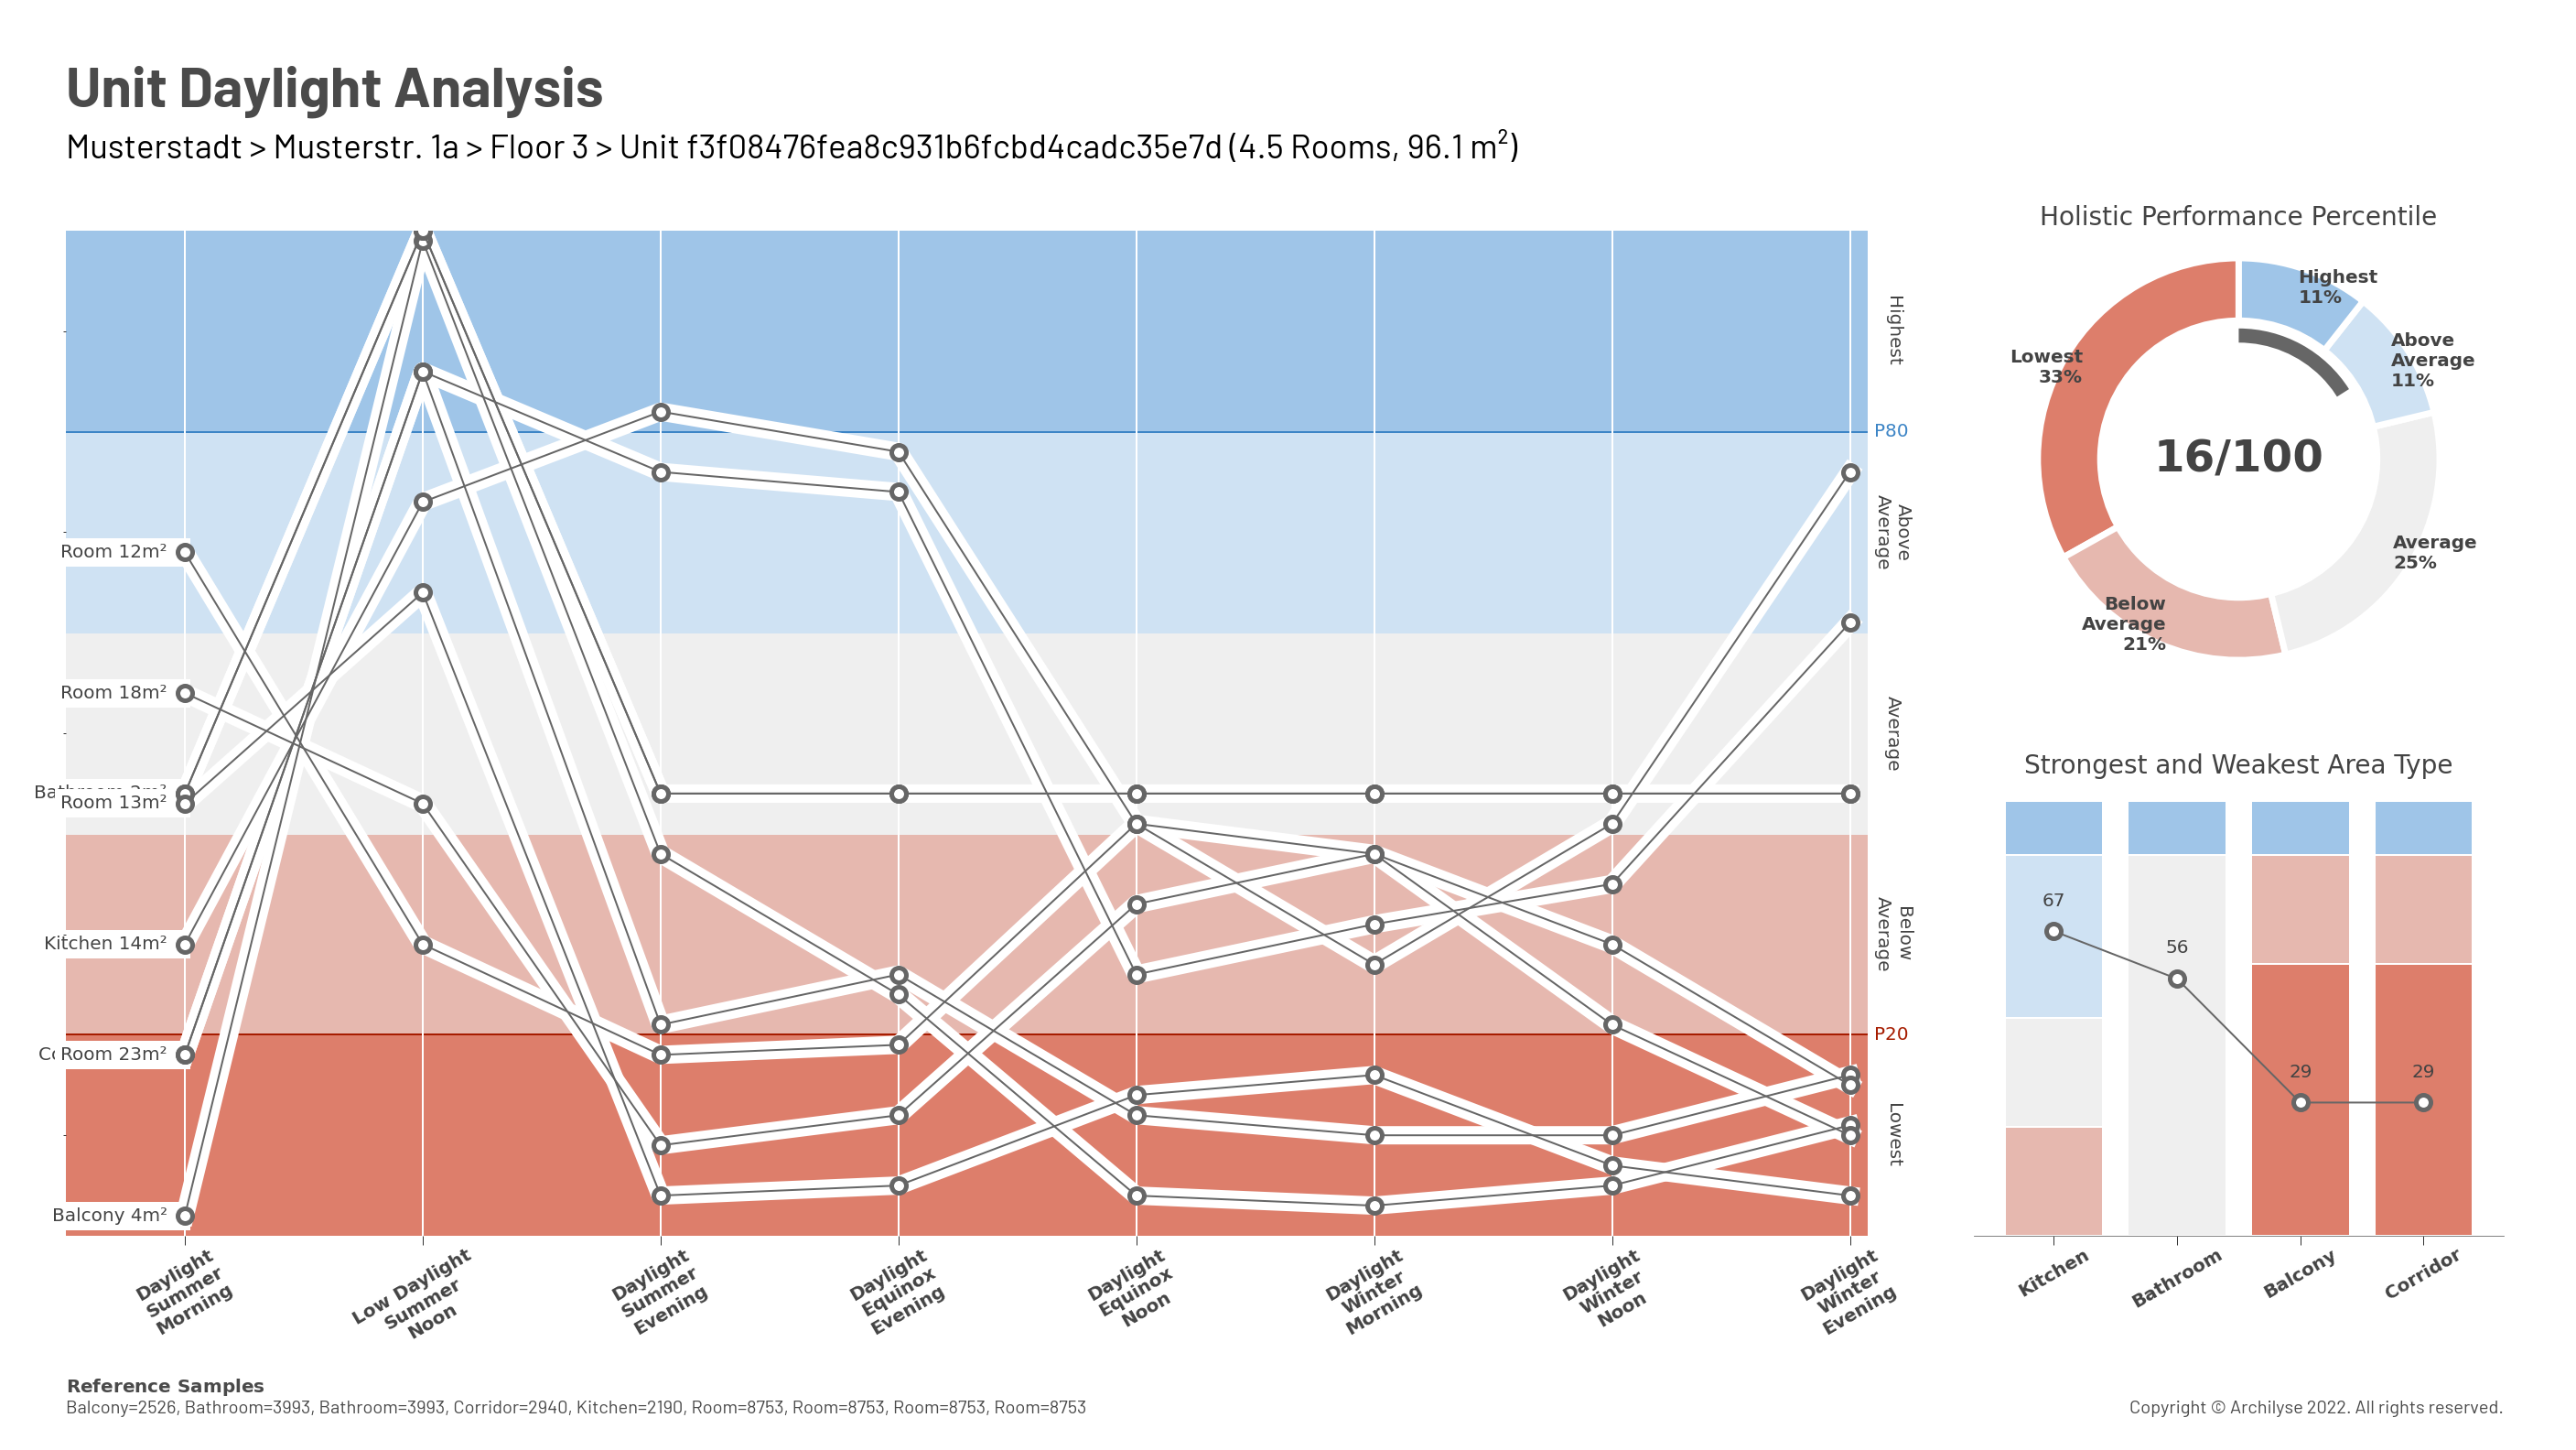 Unit Daylight Analysis
Musterstadt > Musterstr. 1a > Floor 3 > Unit f3f08476fea8c931b6fcbd4cadc35e7d (4.5 Rooms, 96.1 m²)
Highest
P80
Above
Average
Average
Below
Average
P20
Lowest
Room 12m²
Room 18m²
Room 13m²
Kitchen 14m²
Room 23m²
Balcony 4m²
Daylight
Summer
Morning
Low Daylight
Summer
Noon
Daylight
Summer
Evening
Daylight
Equinox
Evening
Daylight
Equinox
Noon
Daylight
Winter
Morning
Daylight
Winter
Noon
Daylight
Winter
Evening
Holistic Performance Percentile
Highest
11%
Above
Average
11%
Lowest
33%
16/100
Average
25%
Below
Average
21%
Strongest and Weakest Area Type
67
56
29
29
Kitchen
Bathroom
Balcony
Corridor
Reference Samples
Balcony=2526, Bathroom=3993, Bathroom=3993, Corridor=2940, Kitchen=2190, Room=8753, Room=8753, Room=8753, Room=8753
Copyright © Archilyse 2022. All rights reserved.